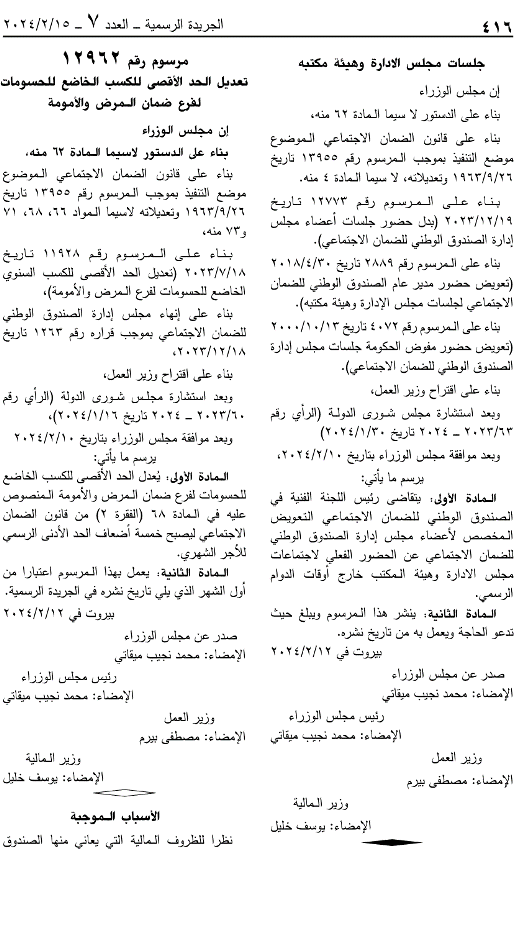 ٤١٦
الجريدة الرسمية – العدد ٧ – ٢٠٢٤/٢/١٥
جلسات مجلس الادارة وهيئة مكتبه
إن مجلس الوزراء
بناء على الدستور لا سيما المادة ٦٢ منه،
بناء على قانون الضمان الاجتماعي الموضوع
موضع التنفيذ بموجب المرسوم رقم ١٣٩٥٥ تاريخ
١٩٦٣/٩/٢٦ وتعديلاته، لا سيما المادة ٤ منه.
بناء على المرسوم رقم ١٢٧٧٣ تاريخ
٢٠٢٣/١٢/١٩ (بدل حضور جلسات أعضاء مجلس
إدارة الصندوق الوطني للضمان الاجتماعي).
بناء على المرسوم رقم ٢٨٨٩ تاريخ ٢٠١٨/٤/٣٠
(تعويض حضور مدير عام الصندوق الوطني للضمان
الاجتماعي لجلسات مجلس الإدارة وهيئة مكتبه).
بناء على المرسوم رقم ٤٠٧٢ تاريخ ٢٠٠٠/١٠/١٣
(تعويض حضور مفوض الحكومة جلسات مجلس إدارة
الصندوق الوطني للضمان الاجتماعي).
بناء على اقتراح وزير العمل،
وبعد استشارة مجلس شورى الدولة (الرأي رقم
٢٠٢٣/٦٣ – ٢٠٢٤ تاريخ ٢٠٢٤/١/٣٠)
وبعد موافقة مجلس الوزراء بتاريخ ٢٠٢٤/٢/١٠،
يرسم ما يأتي:
المادة الأولى: يتقاضى رئيس اللجنة الفنية في
الصندوق الوطني للضمان الاجتماعي التعويض
المخصص لأعضاء مجلس إدارة الصندوق الوطني
للضمان الاجتماعي عن الحضور الفعلي لاجتماعات
مجلس الادارة وهيئة المكتب خارج أوقات الدوام
الرسمي.
المادة الثانية: ينشر هذا المرسوم ويبلغ حيث
تدعو الحاجة ويعمل به من تاريخ نشره.
بيروت في ٢٠٢٤/٢/١٢
صدر عن مجلس الوزراء
الإمضاء: محمد نجيب ميقاتي
رئيس مجلس الوزراء
الإمضاء: محمد نجيب ميقاتي
وزير العمل
الإمضاء: مصطفى بيرم
وزير المالية
الإمضاء: يوسف خليل
مرسوم رقم ١٢٩٦٢
تعديل الحد الأقصى للكسب الخاضع للحسومات
لفرع ضمان المرض والأمومة
إن مجلس الوزراء
بناء على الدستور لاسيما المادة ٦٢ منه،
بناء على قانون الضمان الاجتماعي الموضوع
موضع التنفيذ بموجب المرسوم رقم ١٣٩٥٥ تاريخ
١٩٦٣/٩/٢٦ وتعديلاته لاسيما المواد ٦٦، ٦٨، ٧١
و٧٣ منه،
بناء على المرسوم رقم ١١٩٢٨ تاريخ
٢٠٢٣/٧/١٨ (تعديل الحد الأقصى للكسب السنوي
الخاضع للحسومات لفرع المرض والأمومة)،
بناء على إنهاء مجلس إدارة الصندوق الوطني
للضمان الاجتماعي بموجب قراره رقم ١٢٦٣ تاريخ
٢٠٢٣/١٢/١٨،
بناء على اقتراح وزير العمل،
وبعد استشارة مجلس شورى الدولة (الرأي رقم
٢٠٢٣/٦٠ – ٢٠٢٤ تاريخ ٢٠٢٤/١/١٦)،
وبعد موافقة مجلس الوزراء بتاريخ ٢٠٢٤/٢/١٠
يرسم ما يأتي:
المادة الأولى: يُعدل الحد الأقصى للكسب الخاضع
للحسومات لفرع ضمان المرض والأمومة المنصوص
عليه في المادة ٦٨ (الفقرة ٢) من قانون الضمان
الاجتماعي ليصبح خمسة أضعاف الحد الأدنى الرسمي
للأجر الشهري.
المادة الثانية: يعمل بهذا المرسوم اعتبارا من
أول الشهر الذي يلي تاريخ نشره في الجريدة الرسمية.
بيروت في ٢٠٢٤/٢/١٢
صدر عن مجلس الوزراء
الإمضاء: محمد نجيب ميقاتي
رئيس مجلس الوزراء
الإمضاء: محمد نجيب ميقاتي
وزير العمل
الإمضاء: مصطفى بيرم
وزير المالية
الإمضاء: يوسف خليل
الأسباب الموجبة
نظرا للظروف المالية التي يعاني منها الصندوق